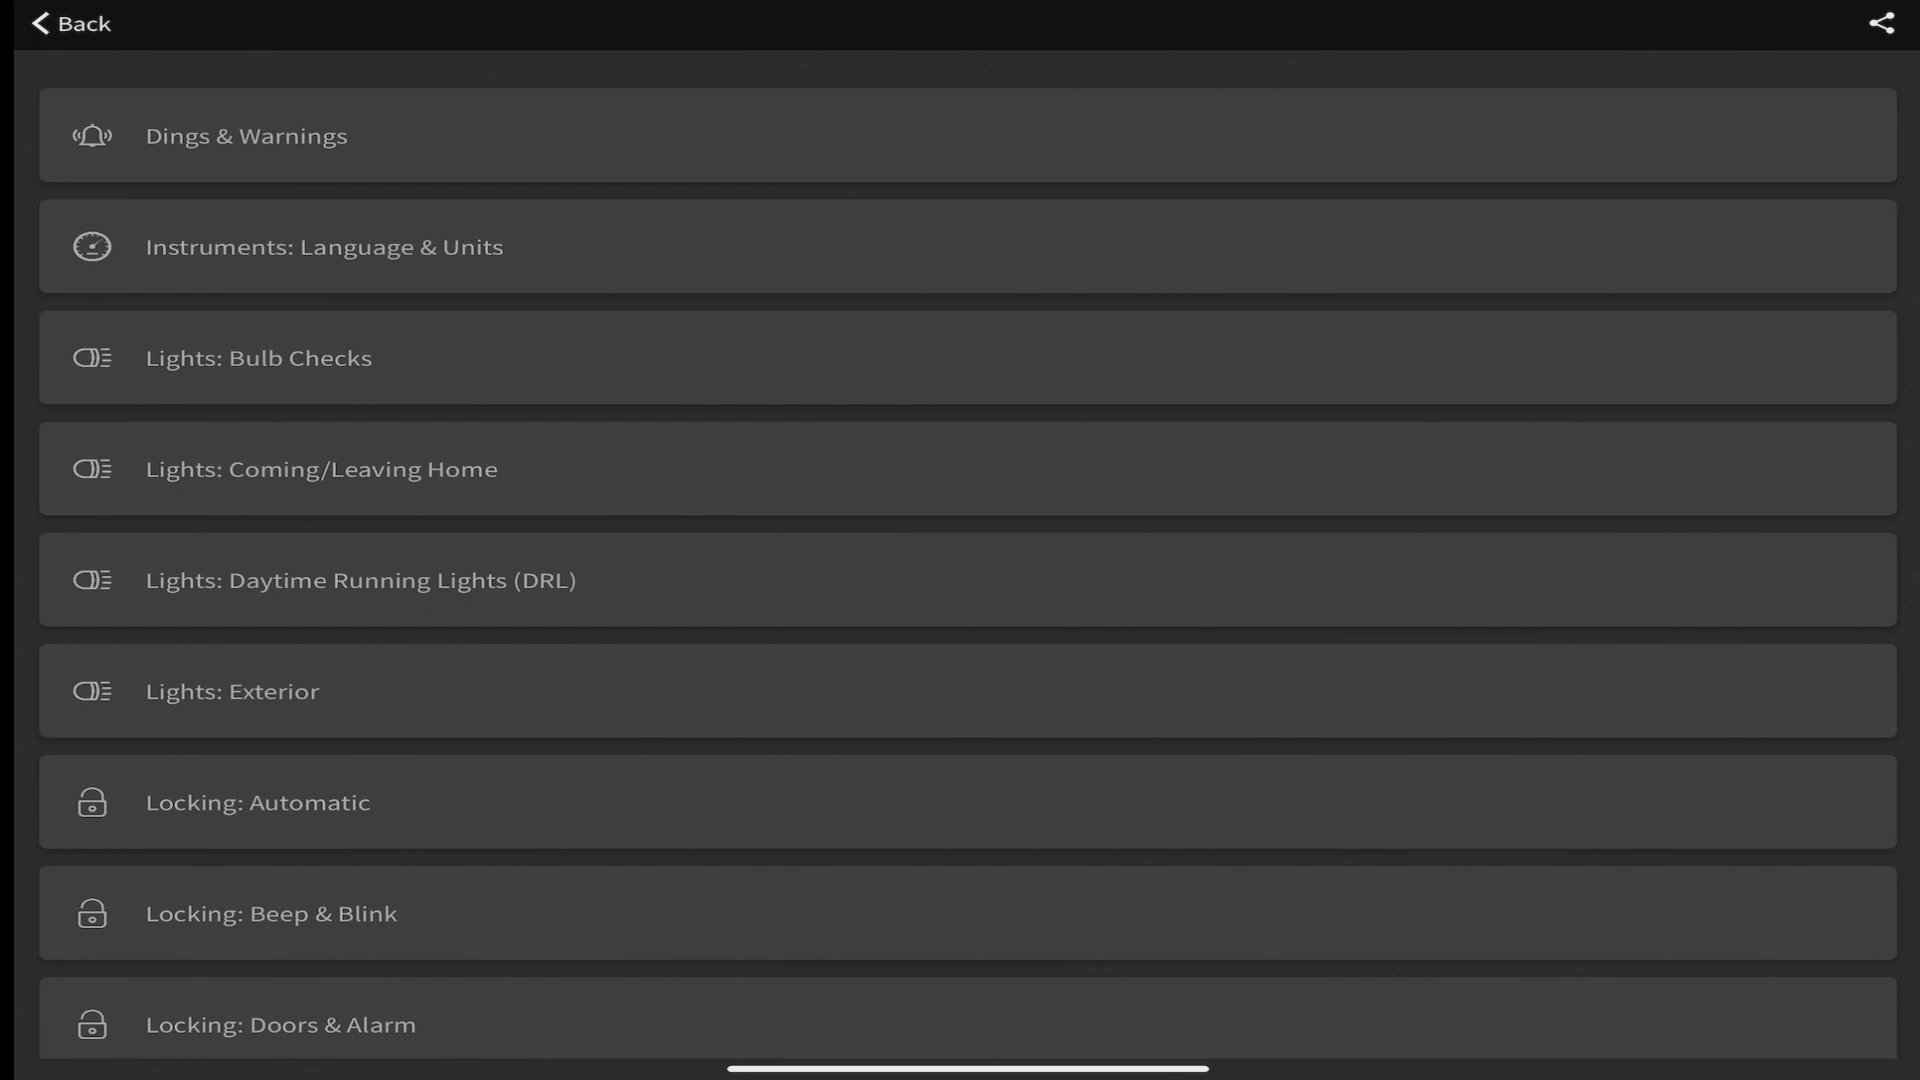 Back
Dings & Warnings
Instruments: Language & Units
Lights: Bulb Checks
Lights: Coming/Leaving Home
Lights: Daytime Running Lights (DRL)
Lights: Exterior
Locking: Automatic
Locking: Beep & Blink
Locking: Doors & Alarm